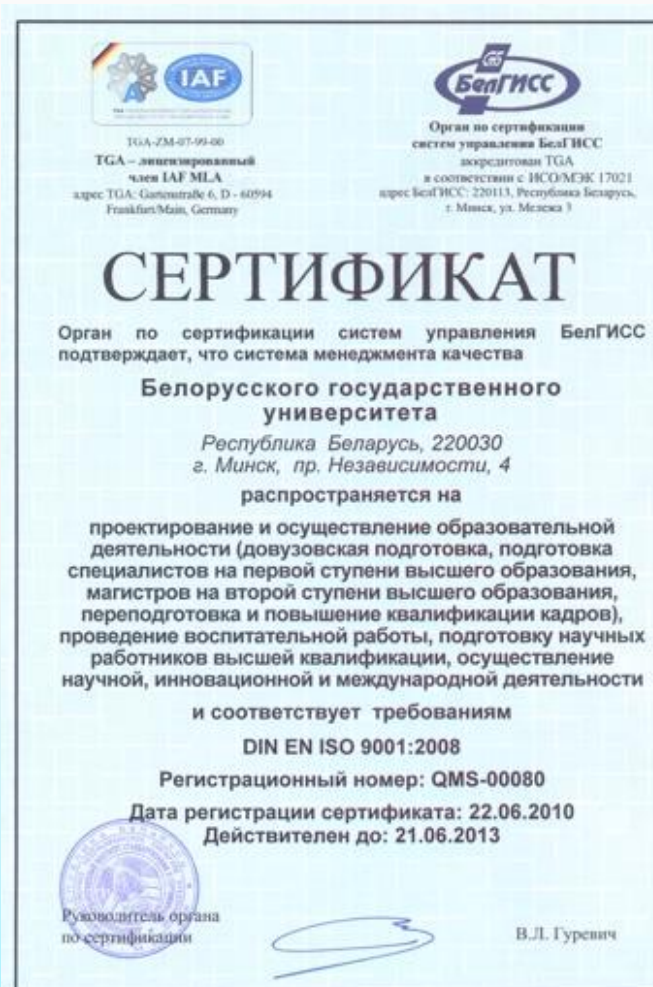 IAF
TGA-ZM-07-99-00
TGA – лицензированный
член IAF MLA
адрес TGA: Gartenstraße 6, D - 60594
Frankfurt/Main, Germany
БелГИСС
Орган по сертификации
систем управления БелГИСС
аккредитован TGA
в соответствии с ИСО/МЭК 17021
адрес БелГИСС: 220113, Республика Беларусь,
г. Минск, ул. Мележа 3
СЕРТИФИКАТ
Орган по сертификации систем управления БелГИСС
подтверждает, что система менеджмента качества
Белорусского государственного
университета
Республика Беларусь, 220030
г. Минск, пр. Независимости, 4
распространяется на
проектирование и осуществление образовательной
деятельности (довузовская подготовка, подготовка
специалистов на первой ступени высшего образования,
магистров на второй ступени высшего образования,
переподготовка и повышение квалификации кадров),
проведение воспитательной работы, подготовку научных
работников высшей квалификации, осуществление
научной, инновационной и международной деятельности
и соответствует требованиям
DIN EN ISO 9001:2008
Регистрационный номер: QMS-00080
Дата регистрации сертификата: 22.06.2010
Действителен до: 21.06.2013
Руководитель органа
по сертификации
В.Л. Гуревич